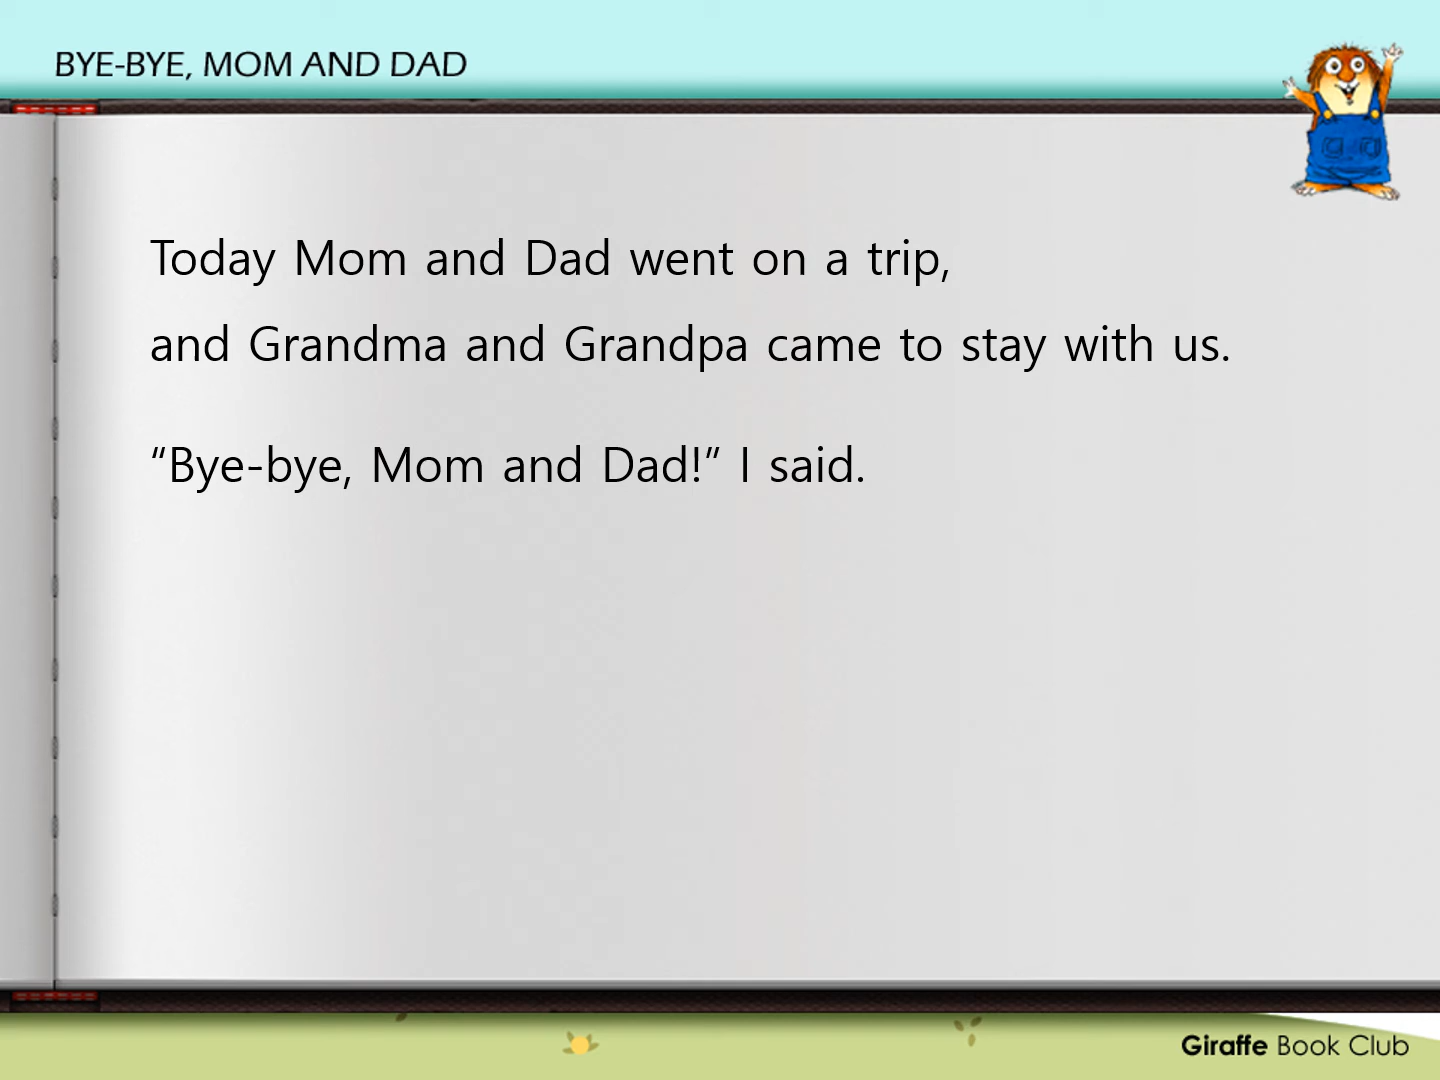 BYE-BYE, MOM AND DAD
Today Mom and Dad went on a trip,
and Grandma and Grandpa came to stay with us.
“Bye-bye, Mom and Dad!” I said.
Giraffe Book Club